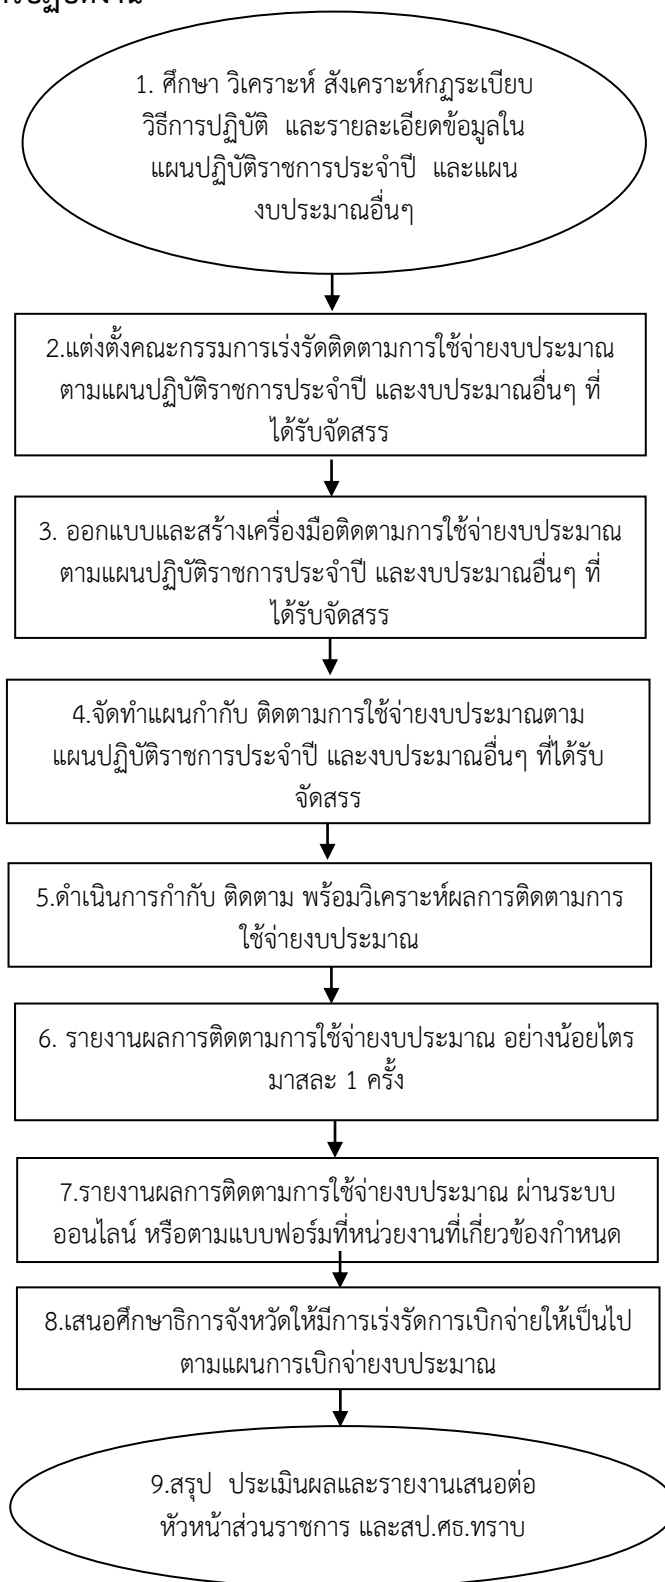 1. ศึกษา วิเคราะห์ สังเคราะห์กฎระเบียบ
วิธีการปฏิบัติ และรายละเอียดข้อมูลใน
แผนปฏิบัติราชการประจำปี และแผน
งบประมาณอื่นๆ
2.แต่งตั้งคณะกรรมการเร่งรัดติดตามการใช้จ่ายงบประมาณ
ตามแผนปฏิบัติราชการประจำปี และงบประมาณอื่นๆ ที่
ได้รับจัดสรร
3. ออกแบบและสร้างเครื่องมือติดตามการใช้จ่ายงบประมาณ
ตามแผนปฏิบัติราชการประจำปี และงบประมาณอื่นๆ ที่
ได้รับจัดสรร
4.จัดทำแผนกำกับ ติดตามการใช้จ่ายงบประมาณตาม
แผนปฏิบัติราชการประจำปี และงบประมาณอื่นๆ ที่ได้รับ
จัดสรร
5.ดำเนินการกำกับ ติดตาม พร้อมวิเคราะห์ผลการติดตามการ
ใช้จ่ายงบประมาณ
6. รายงานผลการติดตามการใช้จ่ายงบประมาณ อย่างน้อยไตร
มาสละ 1 ครั้ง
7.รายงานผลการติดตามการใช้จ่ายงบประมาณ ผ่านระบบ
ออนไลน์ หรือตามแบบฟอร์มที่หน่วยงานที่เกี่ยวข้องกำหนด
8.เสนอศึกษาธิการจังหวัดให้มีการเร่งรัดการเบิกจ่ายให้เป็นไป
ตามแผนการเบิกจ่ายงบประมาณ
9.สรุป ประเมินผลและรายงานเสนอต่อ
หัวหน้าส่วนราชการ และสป.ศธ.ทราบ